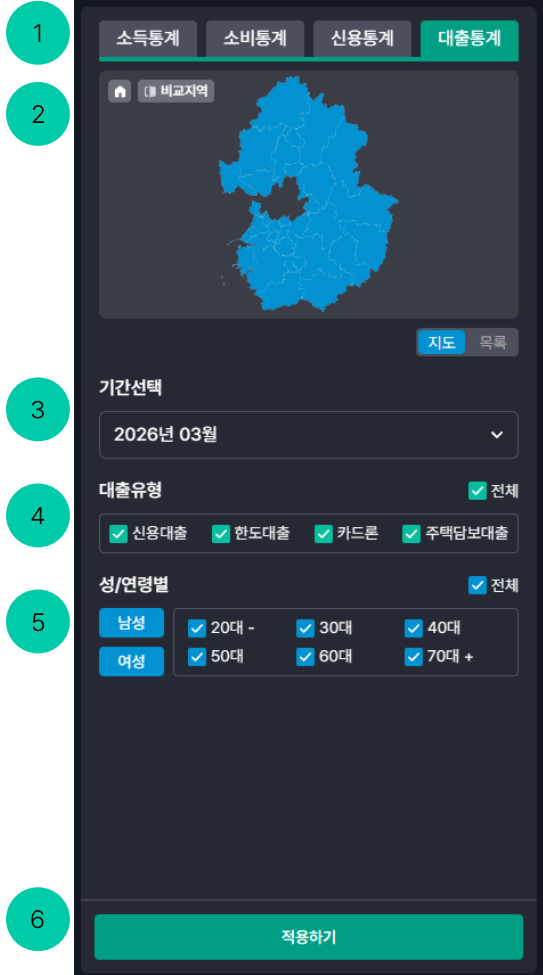 1
소득통계 소비통계 신용통계 대출통계
2
비교지역
지도 목록
기간선택
3
2026년 03월
대출유형 전체
4
신용대출 한도대출 카드론 주택담보대출
성/연령별 전체
5
남성 20대 - 30대 40대
여성 50대 60대 70대 +
6
적용하기